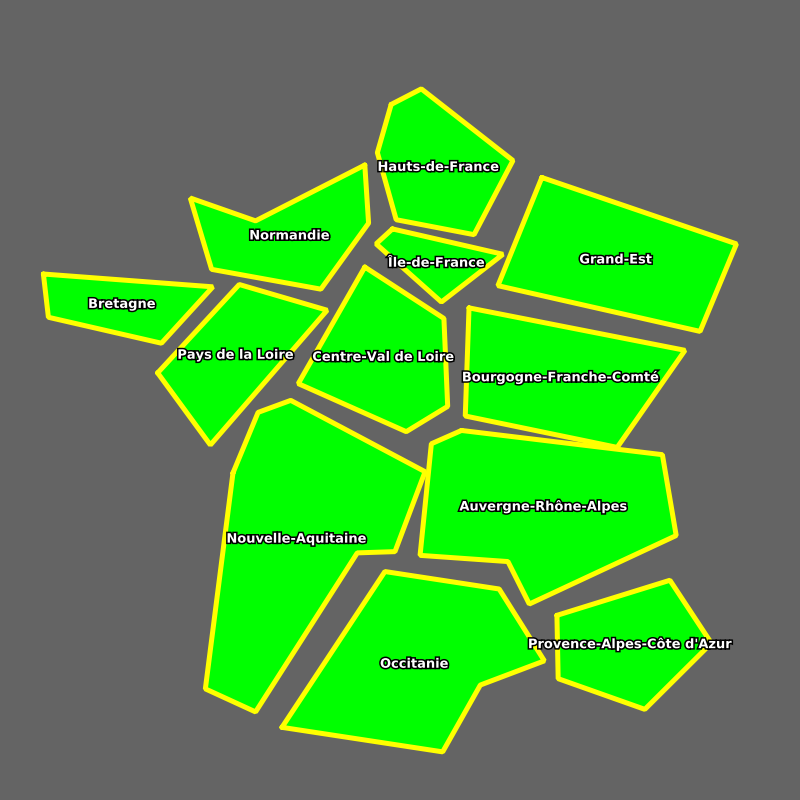 Hauts-de-France
Normandie
Île-de-France
Grand-Est
Bretagne
Pays de la Loire
Centre-Val de Loire
Bourgogne-Franche-Comté
Auvergne-Rhône-Alpes
Nouvelle-Aquitaine
Provence-Alpes-Côte d'Azur
Occitanie